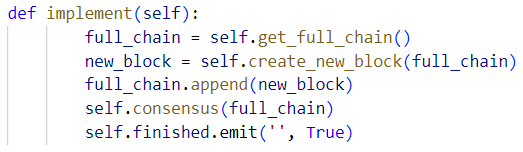 def implement(self):
        full_chain = self.get_full_chain()
        new_block = self.create_new_block(full_chain)
        full_chain.append(new_block)
        self.consensus(full_chain)
        self.finished.emit('', True)